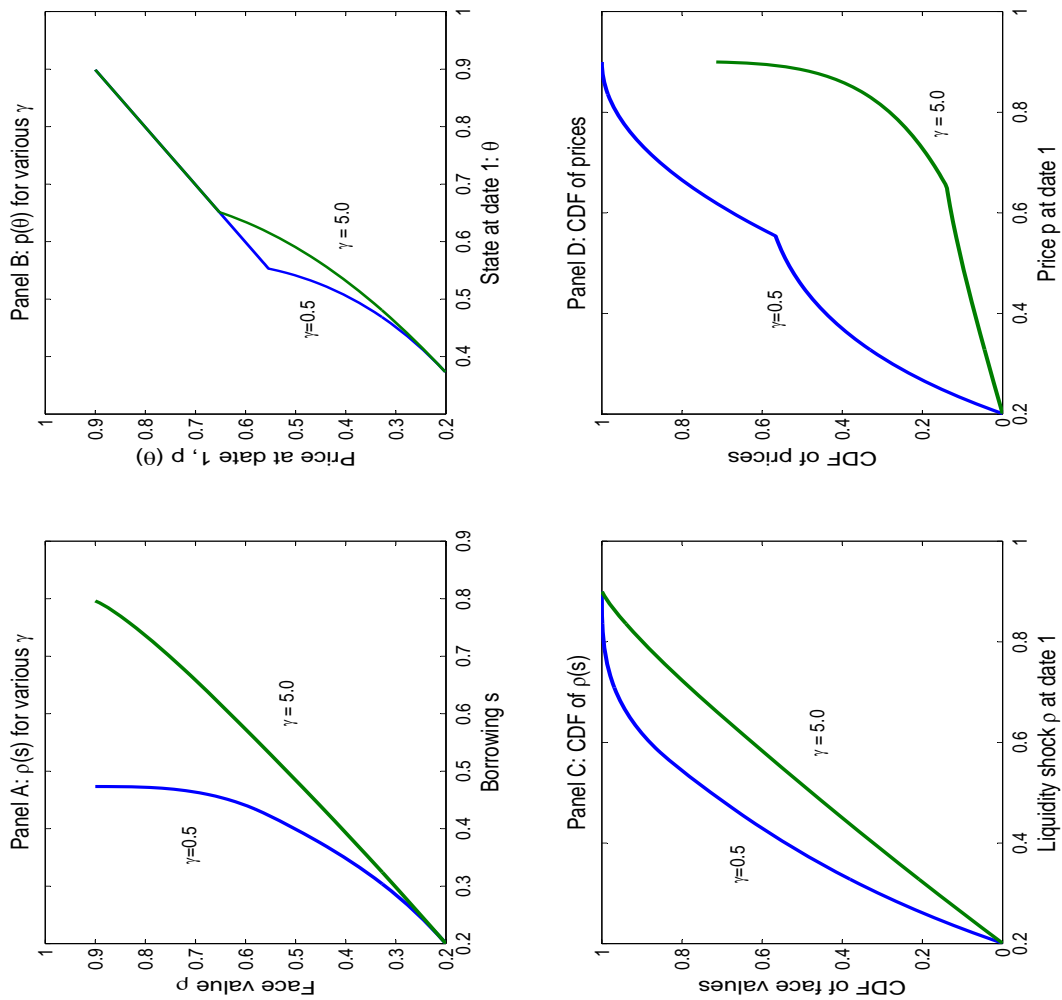 Panel A: ρ(s) for various γ
1
0.9
0.8
0.7
0.6
0.5
0.4
0.3
0.2
Face value ρ
γ=0.5
γ = 5.0
0.2 0.3 0.4 0.5 0.6 0.7 0.8 0.9
Borrowing s
Panel B: p(θ) for various γ
1
0.9
0.8
0.7
0.6
0.5
0.4
0.3
0.2
Price at date 1, p (θ)
γ=0.5
γ = 5.0
0.4 0.5 0.6 0.7 0.8 0.9
State at date 1: θ
Panel C: CDF of ρ(s)
1
0.8
0.6
0.4
0.2
0
CDF of face values
γ=0.5
γ = 5.0
0.2 0.4 0.6 0.8 1
Liquidity shock ρ at date 1
Panel D: CDF of prices
1
0.8
0.6
0.4
0.2
0
CDF of prices
γ=0.5
γ = 5.0
0.2 0.4 0.6 0.8 1
Price p at date 1